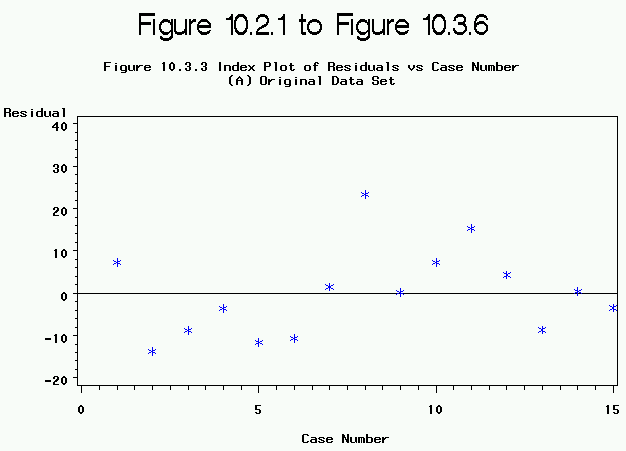 Figure 10.2.1 to Figure 10.3.6
Figure 10.3.3 Index Plot of Residuals vs Case Number
(A) Original Data Set
Residual
40
30
20
10
0
-10
-20
0 5 10 15
Case Number